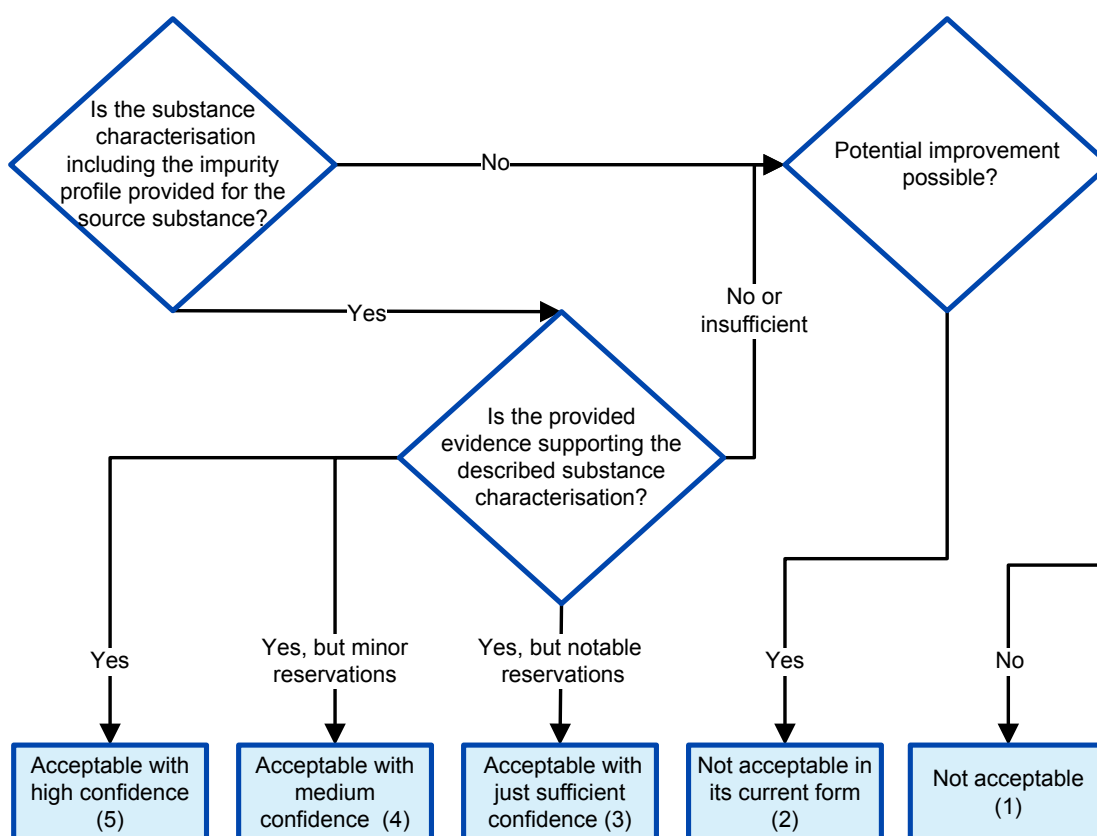 Is the substance
characterisation
including the impurity
profile provided for the
source substance?
No
Potential improvement
possible?
Yes
No or
insufficient
Is the provided
evidence supporting the
described substance
characterisation?
Yes
Yes, but minor
reservations
Yes, but notable
reservations
Yes
No
Acceptable with
high confidence
(5)
Acceptable with
medium
confidence (4)
Acceptable with
just sufficient
confidence (3)
Not acceptable in
its current form
(2)
Not acceptable
(1)